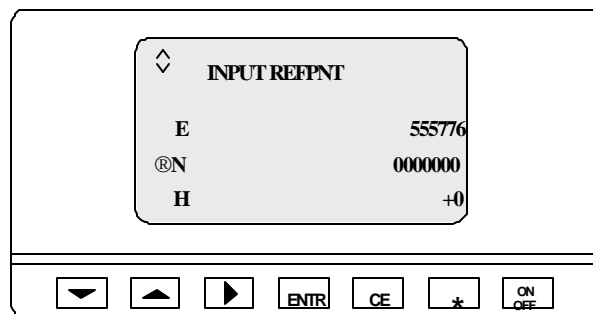 INPUT REFPNT
E 555776
®N 0000000
H +0
ENTR CE * ON
OFF